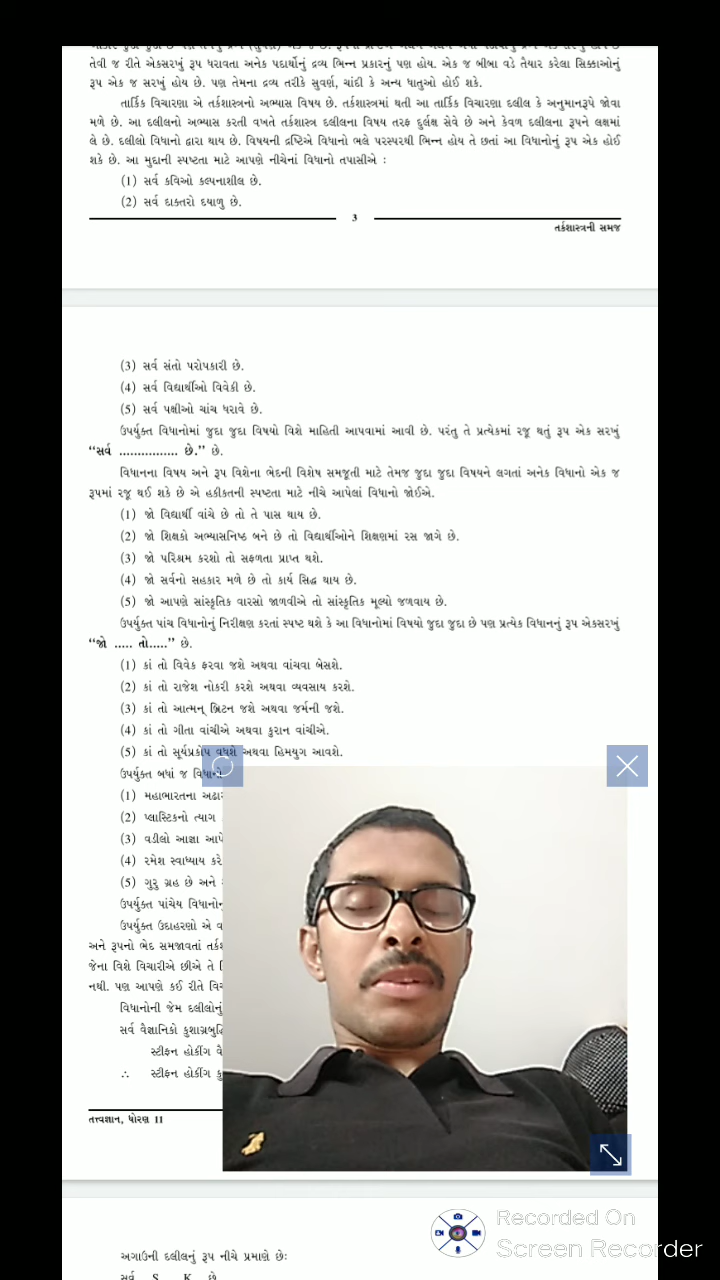 તેવી જ રીતે એકસરખું રૂપ ધરાવતા અનેક પદાર્થોનું દ્રવ્ય ભિન્ન પ્રકારનું પણ હોય. એક જ બીબા વડે તૈયાર કરેલા સિક્કાઓનું
રૂપ એક જ સરખું હોય છે. પણ તેમના દ્રવ્ય તરીકે સુવર્ણ, ચાંદી કે અન્ય ધાતુઓ હોઈ શકે.
તાર્કિક વિચારણા એ તર્કશાસ્ત્રનો અભ્યાસ વિષય છે. તર્કશાસ્ત્રમાં થતી આ તાર્કિક વિચારણા દલીલ કે અનુમાનરૂપે જોવા
મળે છે. આ દલીલનો અભ્યાસ કરતી વખતે તર્કશાસ્ત્ર દલીલના વિષય તરફ દુર્લક્ષ સેવે છે અને કેવળ દલીલના રૂપને લક્ષમાં
લે છે. દલીલો વિધાનો દ્વારા થાય છે. વિષયની દ્રષ્ટિએ વિધાનો ભલે પરસ્પરથી ભિન્ન હોય તે છતાં આ વિધાનોનું રૂપ એક હોઈ
શકે છે. આ મુદ્દાની સ્પષ્ટતા માટે આપણે નીચેનાં વિધાનો તપાસીએ :
(1) સર્વ કવિઓ કલ્પનાશીલ છે.
(2) સર્વ દાક્તરો દયાળુ છે.
3
તર્કશાસ્ત્રની સમજ
(3) સર્વ સંતો પરોપકારી છે.
(4) સર્વ વિદ્યાર્થીઓ વિવેકી છે.
(5) સર્વ પક્ષીઓ ચાંચ ધરાવે છે.
ઉપર્યુક્ત વિધાનોમાં જુદા જુદા વિષયો વિશે માહિતી આપવામાં આવી છે. પરંતુ તે પ્રત્યેકમાં રજૂ થતું રૂપ એક સરખું
“સર્વ ................ છે.” છે.
વિધાનના વિષય અને રૂપ વિશેના ભેદની વિશેષ સમજૂતી માટે તેમજ જુદા જુદા વિષયને લગતાં અનેક વિધાનો એક જ
રૂપમાં રજૂ થઈ શકે છે એ હકીકતની સ્પષ્ટતા માટે નીચે આપેલાં વિધાનો જોઈએ.
(1) જો વિદ્યાર્થી વાંચે છે તો તે પાસ થાય છે.
(2) જો શિક્ષકો અભ્યાસનિષ્ઠ બને છે તો વિદ્યાર્થીઓને શિક્ષણમાં રસ જાગે છે.
(3) જો પરિશ્રમ કરશો તો સફળતા પ્રાપ્ત થશે.
(4) જો સર્વનો સહકાર મળે છે તો કાર્ય સિદ્ધ થાય છે.
(5) જો આપણે સાંસ્કૃતિક વારસો જાળવીએ તો સાંસ્કૃતિક મૂલ્યો જળવાય છે.
ઉપર્યુક્ત પાંચ વિધાનોનું નિરીક્ષણ કરતાં સ્પષ્ટ થશે કે આ વિધાનોમાં વિષયો જુદા જુદા છે પણ પ્રત્યેક વિધાનનું રૂપ એકસરખું
“જો ..... તો.....” છે.
(1) કાં તો વિવેક ફરવા જશે અથવા વાંચવા બેસશે.
(2) કાં તો રાજેશ નોકરી કરશે અથવા વ્યવસાય કરશે.
(3) કાં તો આત્મન્ બ્રિટન જશે અથવા જર્મની જશે.
(4) કાં તો ગીતા વાંચીએ અથવા કુરાન વાંચીએ.
(5) કાં તો સૂર્યપ્રકોપ વધશે અથવા હિમયુગ આવશે.
ઉપર્યુક્ત બધાં જ વિધાનો
(1) મહાભારતના
(2) પ્લાસ્ટિકનો ત્યાગ
(3) વડીલો આજ્ઞા
(4) રમેશ સ્વાધ્યાય કરે
(5) ગુરુ ગ્રહ છે અને
ઉપર્યુક્ત પાંચેય
ઉપર્યુક્ત ઉદાહરણો એ
અને રૂપનો ભેદ સમજાવતાં
જેના વિશે વિચારીએ છીએ તે
નથી. પણ આપણે કઈ રીતે
વિધાનોની જેમ દલીલોનું
સર્વ વૈજ્ઞાનિકો
સ્ટીફન હોકીંગ
∴ સ્ટીફન હોકીંગ
તત્ત્વજ્ઞાન, ધોરણ 11
અગાઉની દલીલનું રૂપ નીચે પ્રમાણે છેઃ
સર્વ S K છે
Recorded On
Screen Recorder